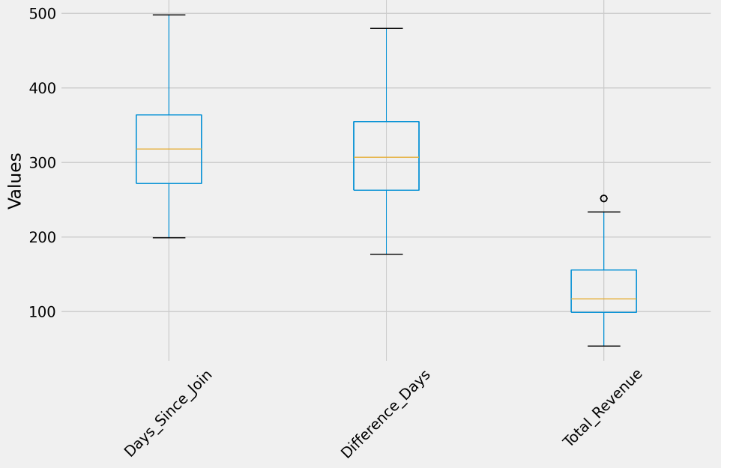 500
400
300
200
100
Values
Days_Since_Join
Difference_Days
Total_Revenue